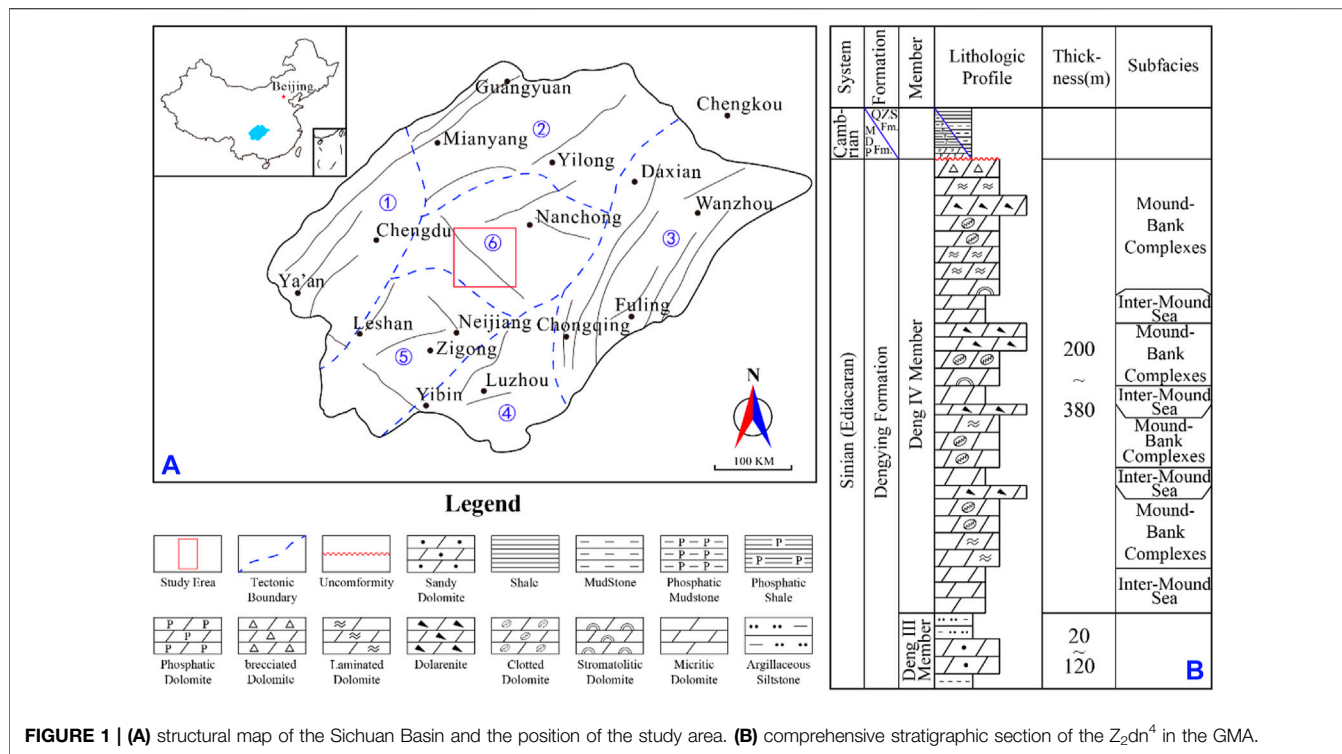 Beijing
Guangyuan
Chengkou
②
Mianyang
Yilong
Daxian
Wanzhou
①
Nanchong
Chengdu
⑥
③
Ya'an
Fuling
Leshan
Neijiang
Chongqing
Zigong
⑤
Luzhou
Yibin
④
N
100 KM
A
Legend
Study Erea
Tectonic
Boundary
Uncomformity
Sandy
Dolomite
Shale
MudStone
P P P
P P P
P P P
Phosphatic
Mudstone
P
P P
Phosphatic
Shale
P P
P
P P
Phosphatic
Dolomite
brecciated
Dolomite
Laminated
Dolomite
Dolarenite
Clotted
Dolomite
Stromatolitic
Dolomite
Micritic
Dolomite
Argillaceous
Siltstone
System
Formation
Member
Lithologic
Profile
Thick-
ness(m)
Subfacies
Camb-
rian
QZS
Fm.
M
D
P
Fm.
Sinian (Ediacaran)
Dengying Formation
Deng IV Member
Deng III
Member
200
~
380
20
~
120
Mound-
Bank
Complexes
Inter-Mound
Sea
Mound-
Bank
Complexes
Inter-Mound
Sea
Mound-
Bank
Complexes
Inter-Mound
Sea
Mound-
Bank
Complexes
Inter-Mound
Sea
B
FIGURE 1 | (A) structural map of the Sichuan Basin and the position of the study area. (B) comprehensive stratigraphic section of the Z₂dn⁴ in the GMA.